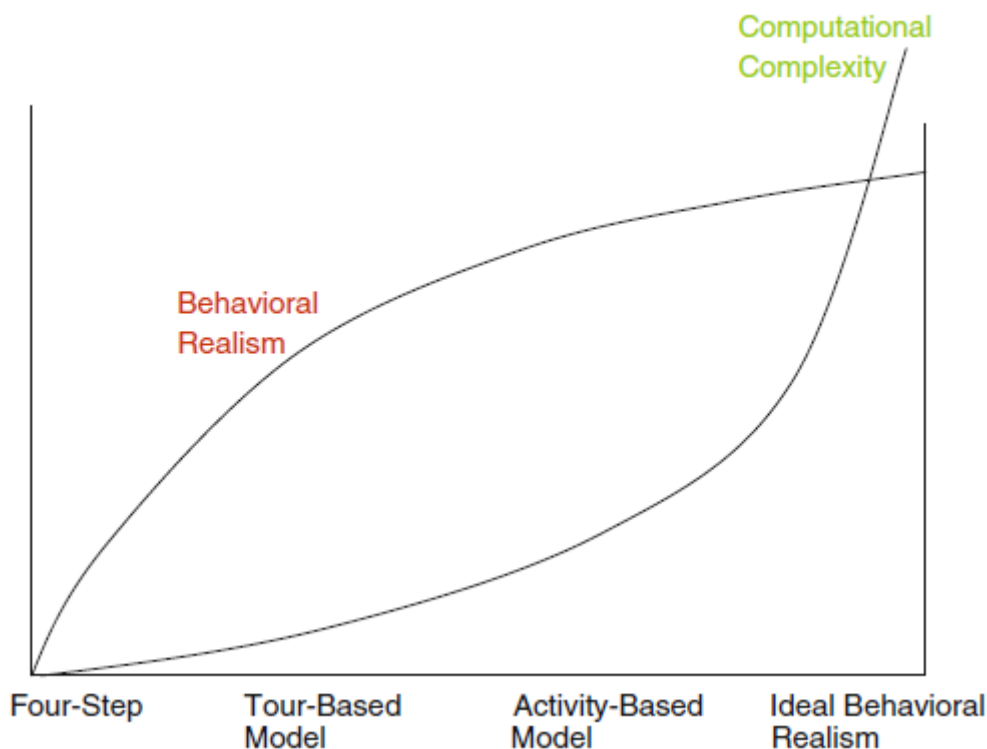 Computational
Complexity
Behavioral
Realism
Four-Step
Tour-Based
Model
Activity-Based
Model
Ideal Behavioral
Realism